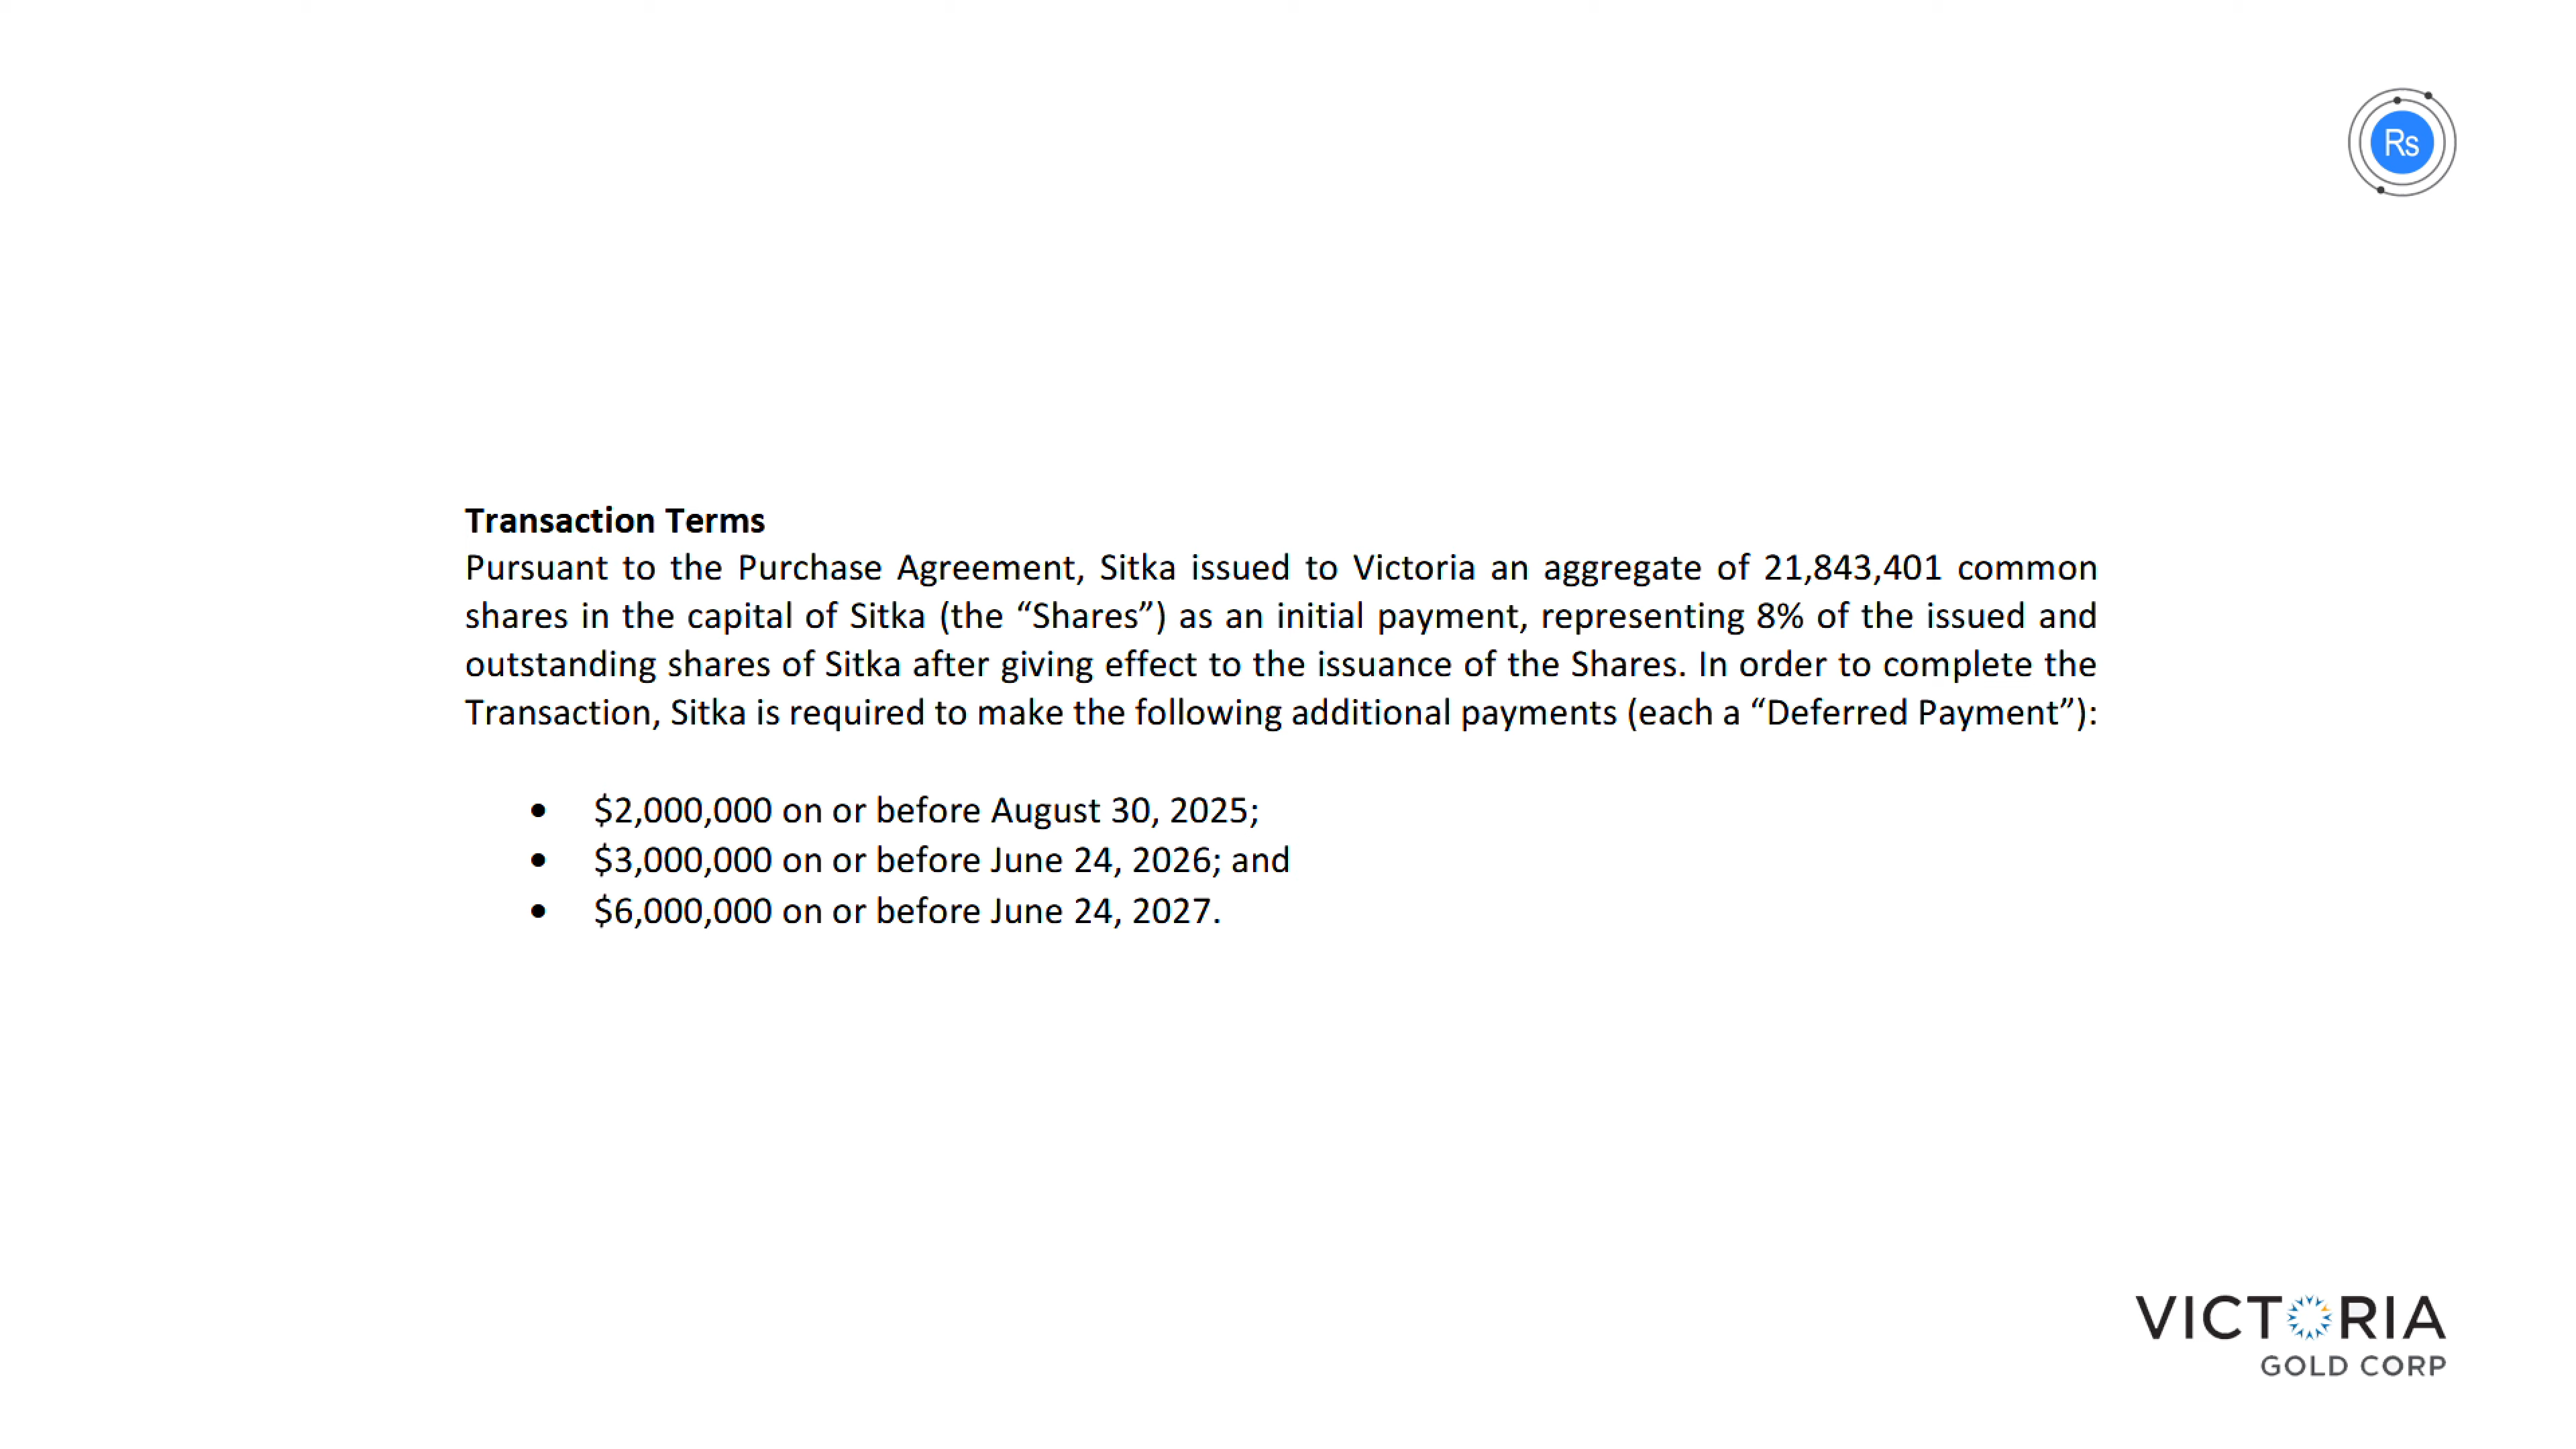 Rs
Transaction Terms
Pursuant to the Purchase Agreement, Sitka issued to Victoria an aggregate of 21,843,401 common
shares in the capital of Sitka (the “Shares”) as an initial payment, representing 8% of the issued and
outstanding shares of Sitka after giving effect to the issuance of the Shares. In order to complete the
Transaction, Sitka is required to make the following additional payments (each a “Deferred Payment”):
• $2,000,000 on or before August 30, 2025;
• $3,000,000 on or before June 24, 2026; and
• $6,000,000 on or before June 24, 2027.
VICTORIA
GOLD CORP